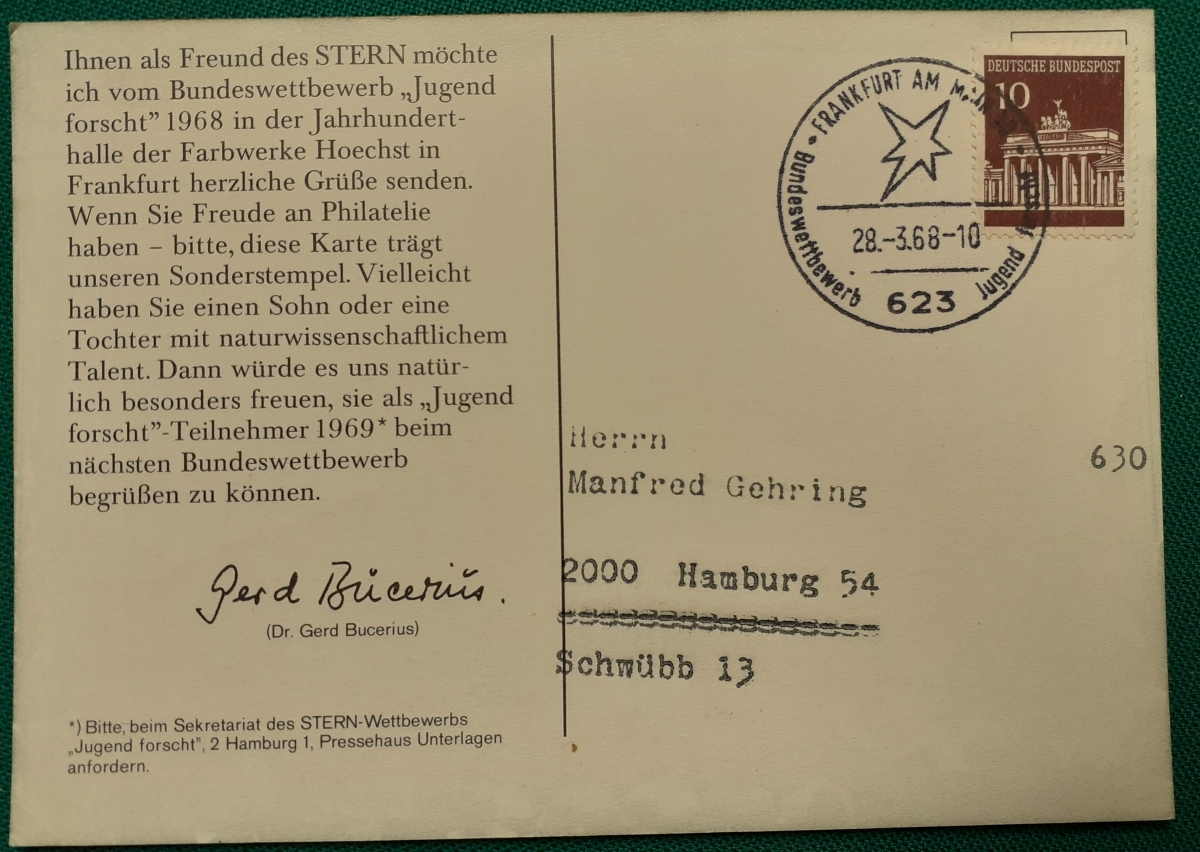 Ihnen als Freund des STERN möchte
ich vom Bundeswettbewerb „Jugend
forscht” 1968 in der Jahrhundert-
halle der Farbwerke Hoechst in
Frankfurt herzliche Grüße senden.
Wenn Sie Freude an Philatelie
haben – bitte, diese Karte trägt
unseren Sonderstempel. Vielleicht
haben Sie einen Sohn oder eine
Tochter mit naturwissenschaftlichem
Talent. Dann würde es uns natür-
lich besonders freuen, sie als „Jugend
forscht”-Teilnehmer 1969* beim
nächsten Bundeswettbewerb
begrüßen zu können.
Gerd Bucerius.
(Dr. Gerd Bucerius)
*) Bitte, beim Sekretariat des STERN-Wettbewerbs
„Jugend forscht", 2 Hamburg 1, Pressehaus Unterlagen
anfordern.
DEUTSCHE BUNDESPOST
10
FRANKFURT AM MAIN
Bundeswettbewerb Jugend
28.-3.68-10
623
Herrn
Manfred Gehring
630
2000 Hamburg 54
Schwübb 13